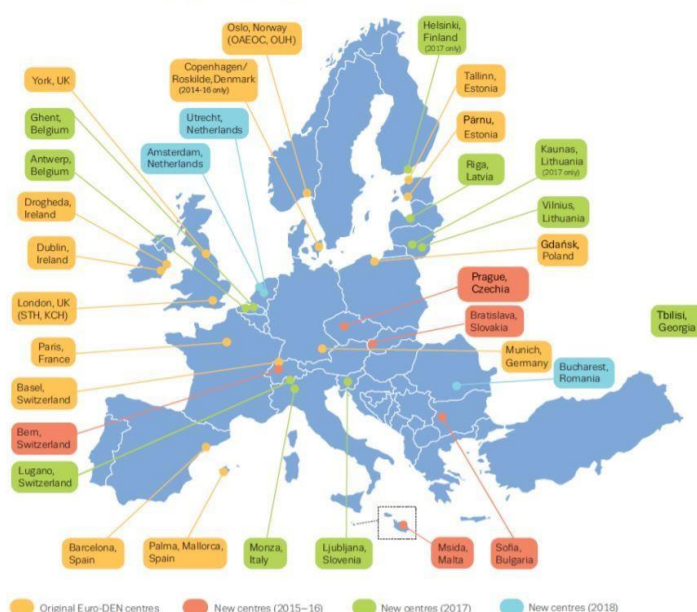 Oslo, Norway
(OAEOC, OUH)
Helsinki,
Finland
(2017 only)
Copenhagen/
Roskilde, Denmark
(2014-16 only)
York, UK
Tallinn,
Estonia
Ghent,
Belgium
Utrecht,
Netherlands
Pärnu,
Estonia
Kaunas,
Lithuania
(2017 only)
Antwerp,
Belgium
Amsterdam,
Netherlands
Riga,
Latvia
Drogheda,
Ireland
Vilnius,
Lithuania
Dublin,
Ireland
Gdańsk,
Poland
Prague,
Czechia
London, UK
(STH, KCH)
Bratislava,
Slovakia
Tbilisi,
Georgia
Paris,
France
Munich,
Germany
Bucharest,
Romania
Basel,
Switzerland
Bern,
Switzerland
Lugano,
Switzerland
Barcelona,
Spain
Palma, Mallorca,
Spain
Monza,
Italy
Ljubljana,
Slovenia
Msida,
Malta
Sofia,
Bulgaria
Original Euro-DEN centres
New centres (2015–16)
New centres (2017)
New centres (2018)